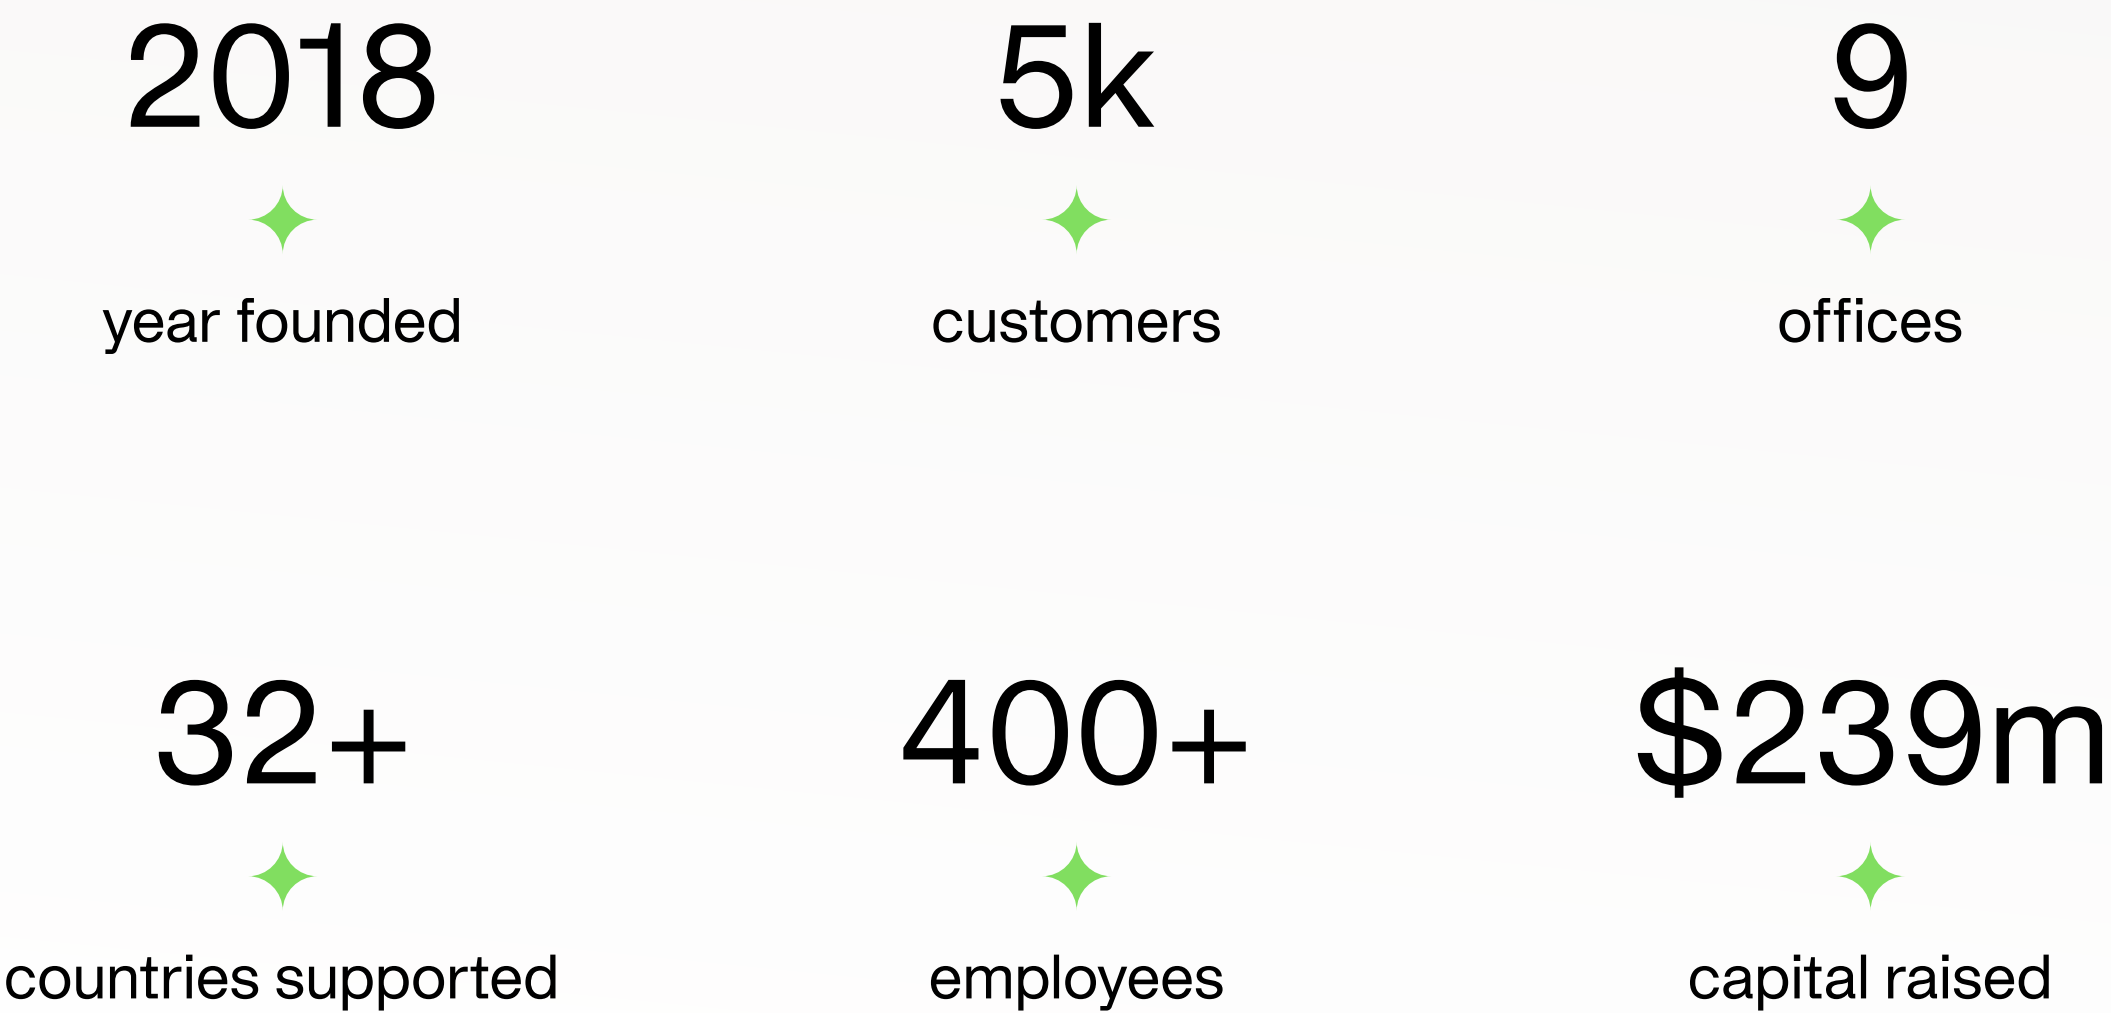 2018 5k 9
year founded customers offices
32+ 400+ $239m
countries supported employees capital raised